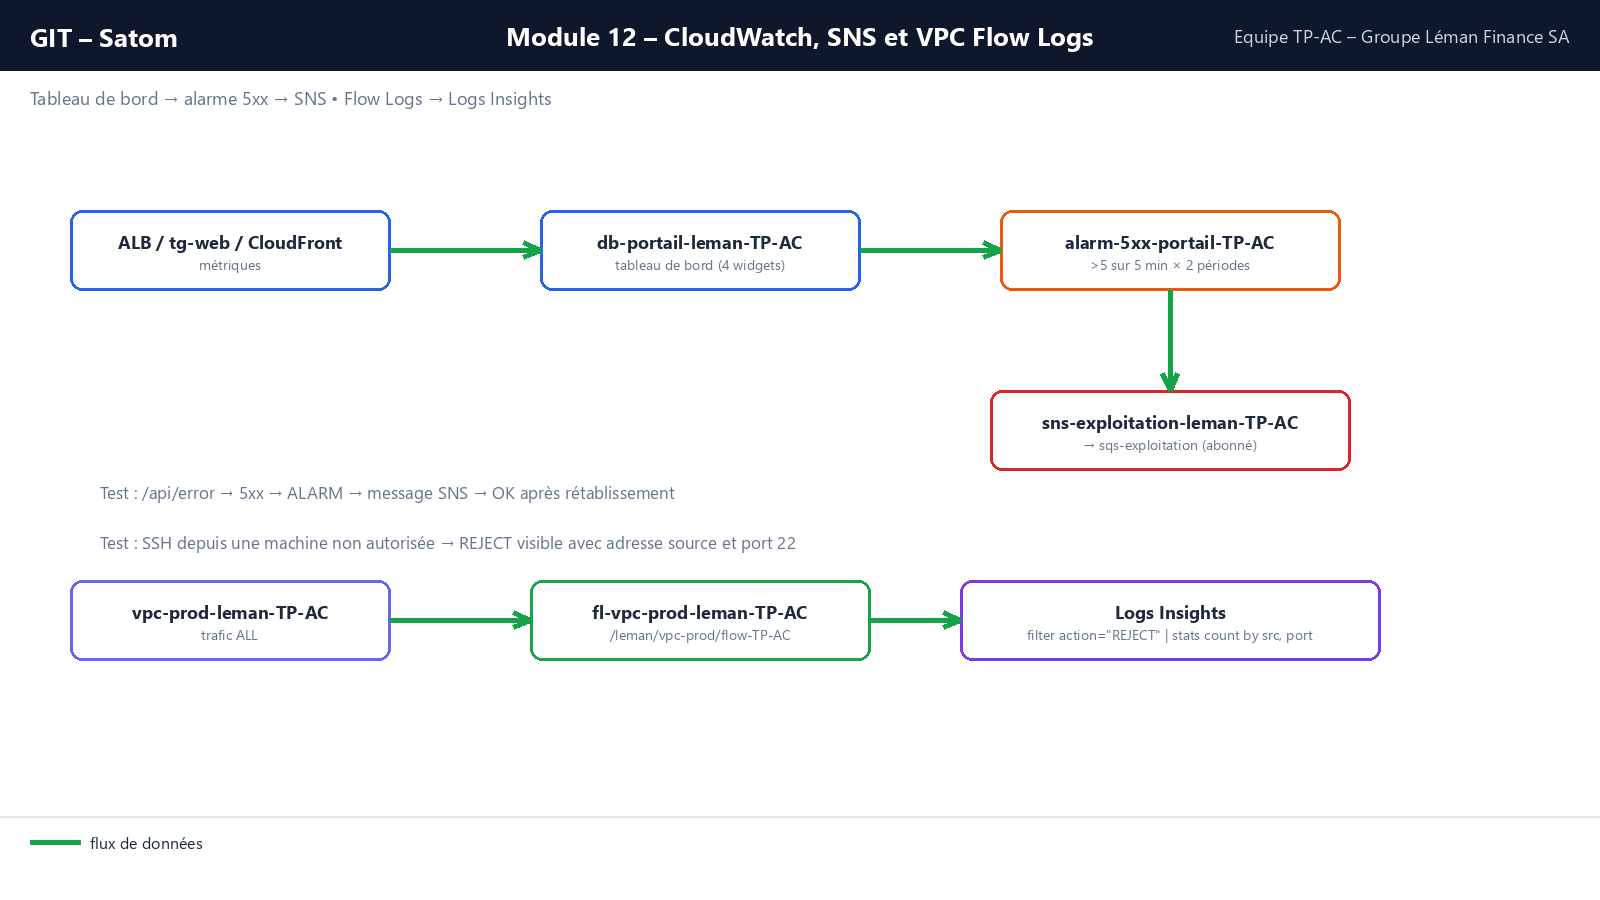 GIT – Satom
Module 12 – CloudWatch, SNS et VPC Flow Logs
Equipe TP-AC – Groupe Léman Finance SA
Tableau de bord → alarme 5xx → SNS • Flow Logs → Logs Insights
ALB / tg-web / CloudFront
métriques
db-portail-leman-TP-AC
tableau de bord (4 widgets)
alarm-5xx-portail-TP-AC
>5 sur 5 min × 2 périodes
sns-exploitation-leman-TP-AC
→ sqs-exploitation (abonné)
Test : /api/error → 5xx → ALARM → message SNS → OK après rétablissement
Test : SSH depuis une machine non autorisée → REJECT visible avec adresse source et port 22
vpc-prod-leman-TP-AC
trafic ALL
fl-vpc-prod-leman-TP-AC
/leman/vpc-prod/flow-TP-AC
Logs Insights
filter action="REJECT" | stats count by src, port
flux de données